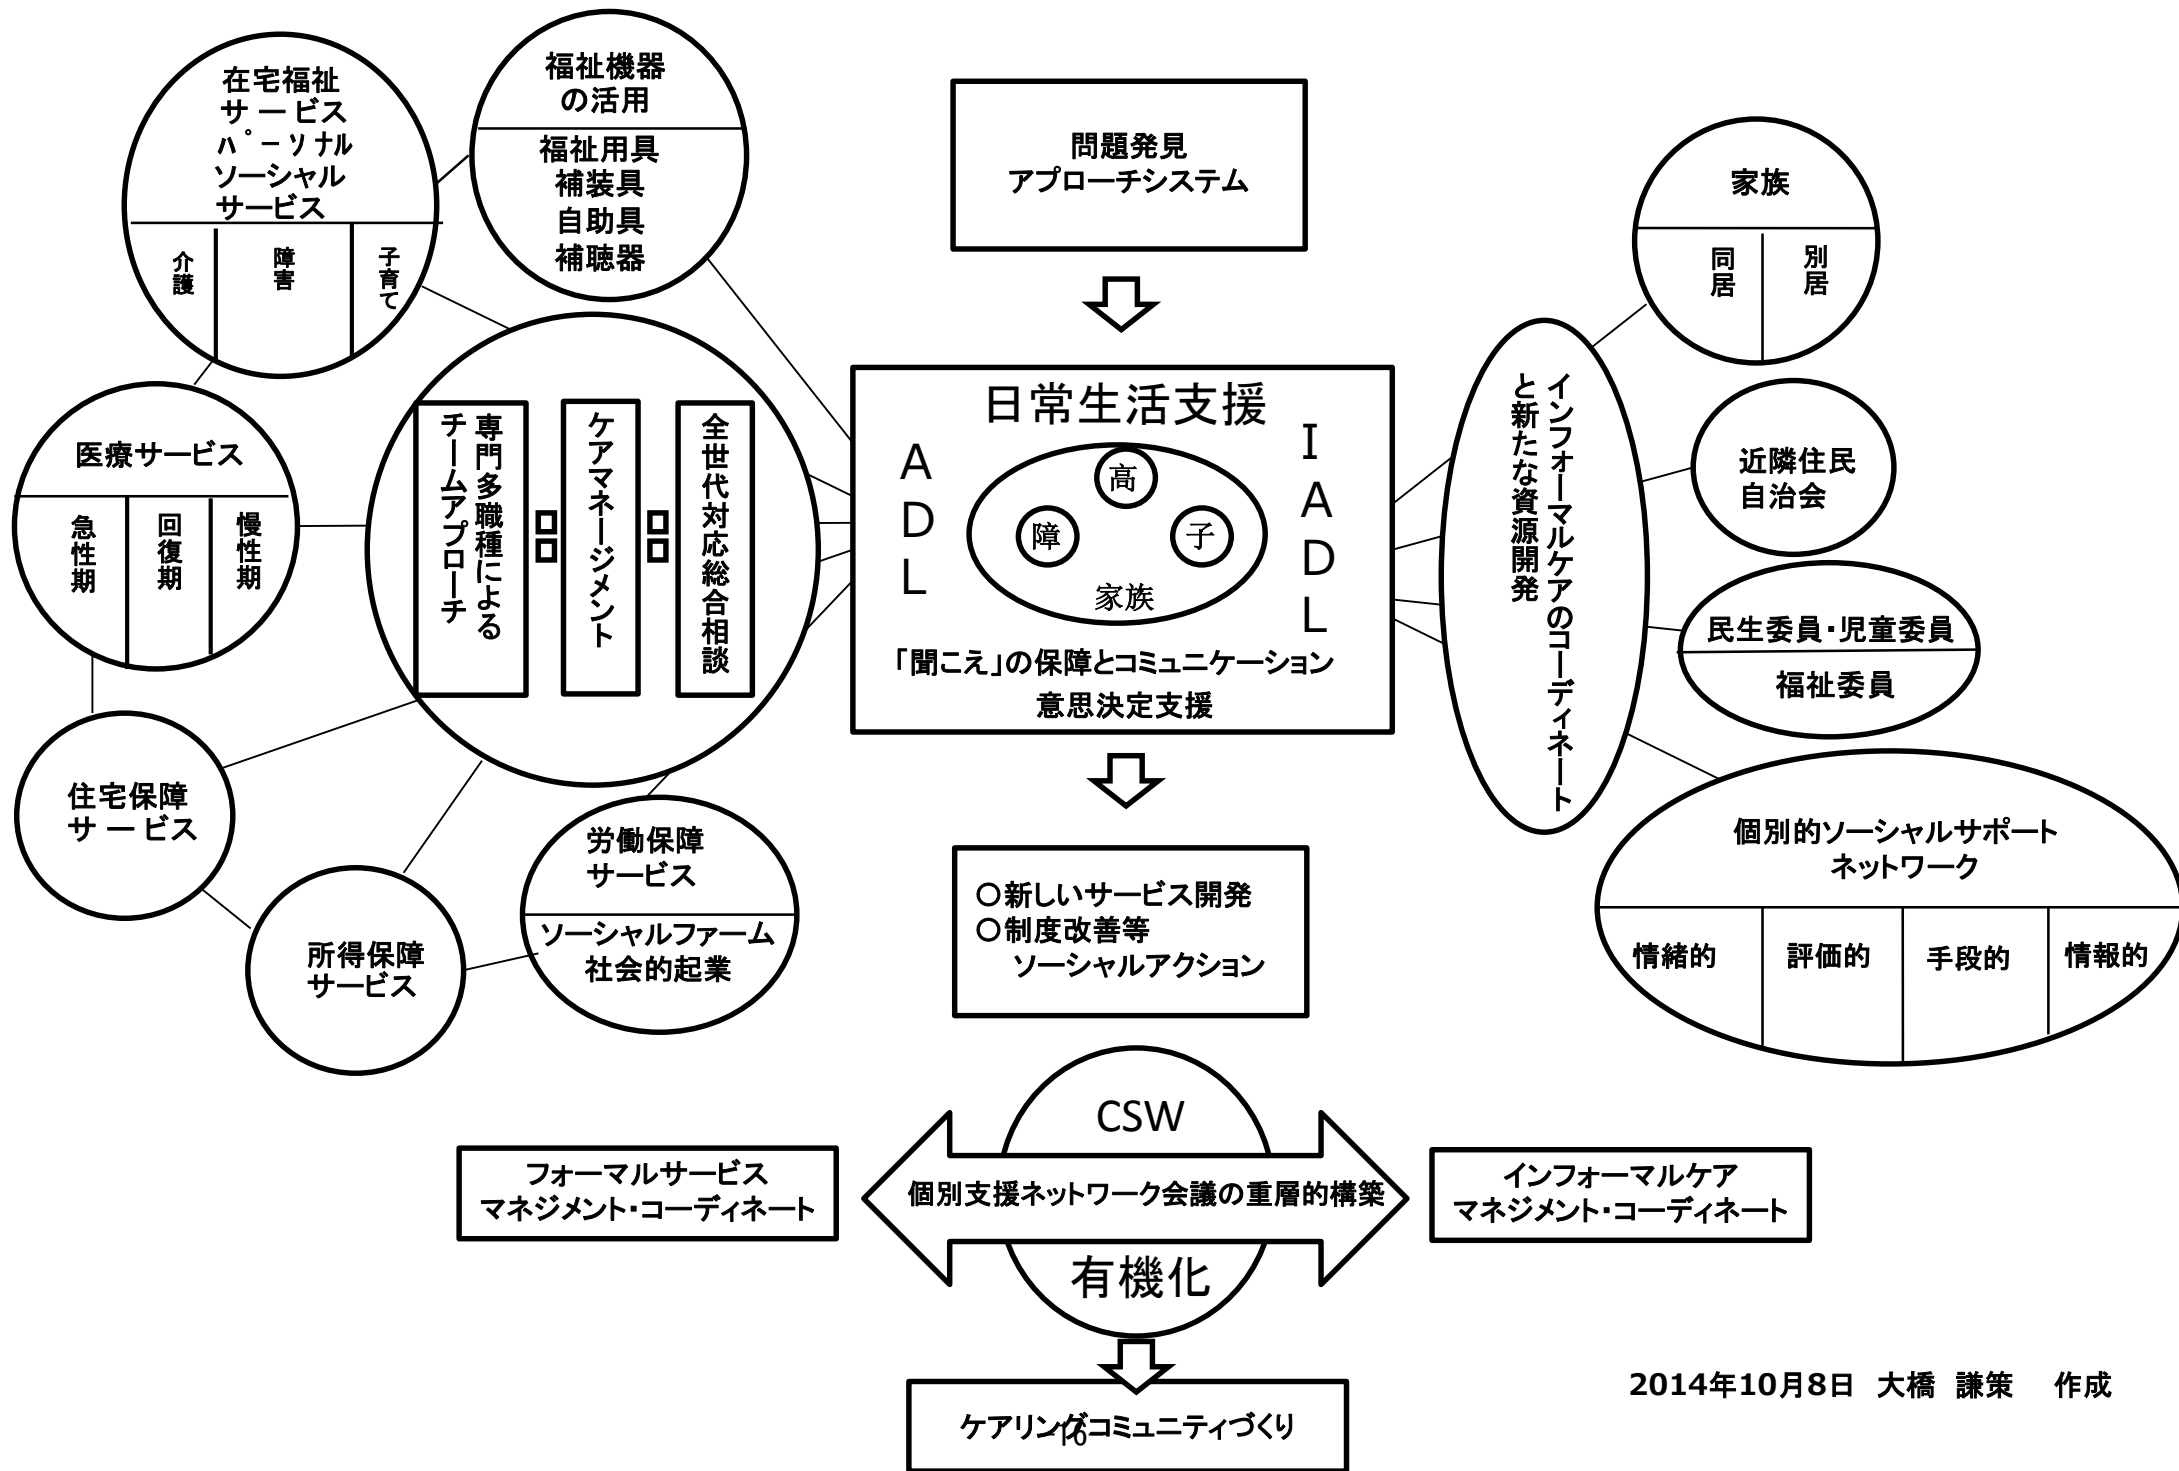 在宅福祉
サービス
パーソナル
ソーシャル
サービス
介護
障害
子育て
福祉機器
の活用
福祉用具
補装具
自助具
補聴器
問題発見
アプローチシステム
家族
同居
別居
医療サービス
急性期
回復期
慢性期
専門多職種による
チームアプローチ
ケアマネージメント
全世代対応総合相談
日常生活支援
ADL
IADL
高
障
子
家族
「聞こえ」の保障とコミュニケーション
意思決定支援
インフォーマルケアのコーディネート
と新たな資源開発
近隣住民
自治会
民生委員・児童委員
福祉委員
個別的ソーシャルサポート
ネットワーク
情緒的
評価的
手段的
情報的
住宅保障
サービス
所得保障
サービス
労働保障
サービス
ソーシャルファーム
社会的起業
○新しいサービス開発
○制度改善等
ソーシャルアクション
CSW
個別支援ネットワーク会議の重層的構築
有機化
フォーマルサービス
マネジメント・コーディネート
インフォーマルケア
マネジメント・コーディネート
ケアリングコミュニティづくり
2014年10月8日 大橋 謙策 作成